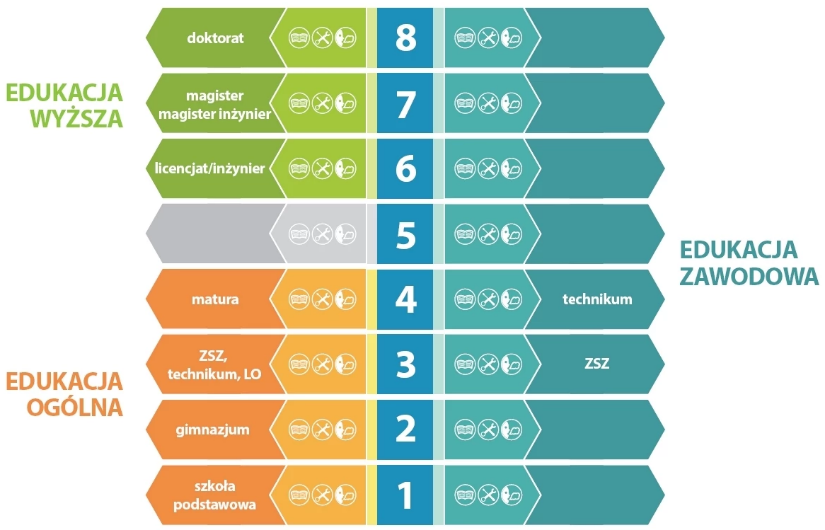 doktorat
8
EDUKACJA
WYŻSZA
magister
magister inżynier
7
licencjat/inżynier
6
5
EDUKACJA
ZAWODOWA
matura
4
technikum
EDUKACJA
OGÓLNA
ZSZ,
technikum, LO
3
ZSZ
gimnazjum
2
szkoła
podstawowa
1